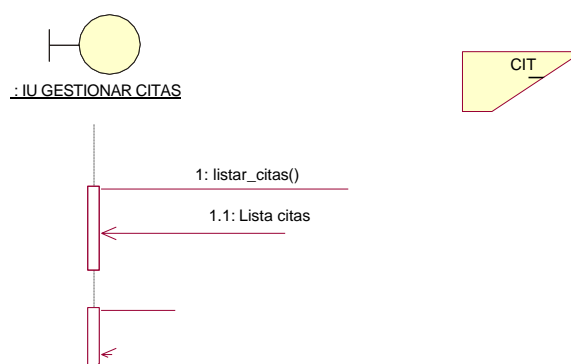 : IU GESTIONAR CITAS
CIT
1: listar_citas()
1.1: Lista citas